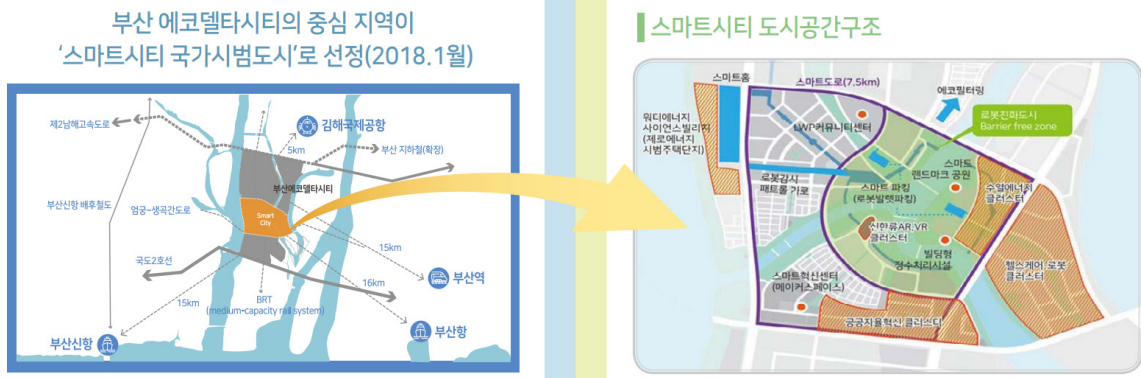 부산 에코델타시티의 중심 지역이
‘스마트시티 국가시범도시’로 선정(2018.1월)
제2남해고속도로
김해국제공항
5km
부산 지하철(확장)
부산에코델타시티
부산신항 배후철도
엄궁-생곡간도로
Smart
City
15km
국도2호선
부산역
16km
15km
BRT
(medium-capacity rail system)
부산신항
부산항
스마트시티 도시공간구조
스마트홈
스마트도로(7.5km)
에코필터링
워터에너지
사이언스빌리지
(제로에너지
시범주택단지)
LWP커뮤니티센터
로봇친화도시
Barrier free zone
스마트
랜드마크 공원
로봇감시
패트롤 가로
스마트 파킹
(로봇발렛파킹)
수열에너지
클러스터
신한류AR,VR
클러스터
빌딩형
정수처리시설
헬스케어, 로봇
클러스터
스마트혁신센터
(메이커스페이스)
공공자율혁신 클러스터